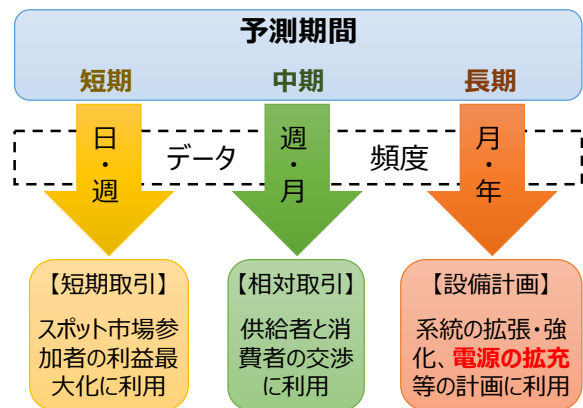 予測期間
短期 中期 長期
日・週 データ 週・月 頻度 月・年
【短期取引】
スポット市場参
加者の利益最
大化に利用
【相対取引】
供給者と消
費者の交渉
に利用
【設備計画】
系統の拡張・強
化、電源の拡充
等の計画に利用